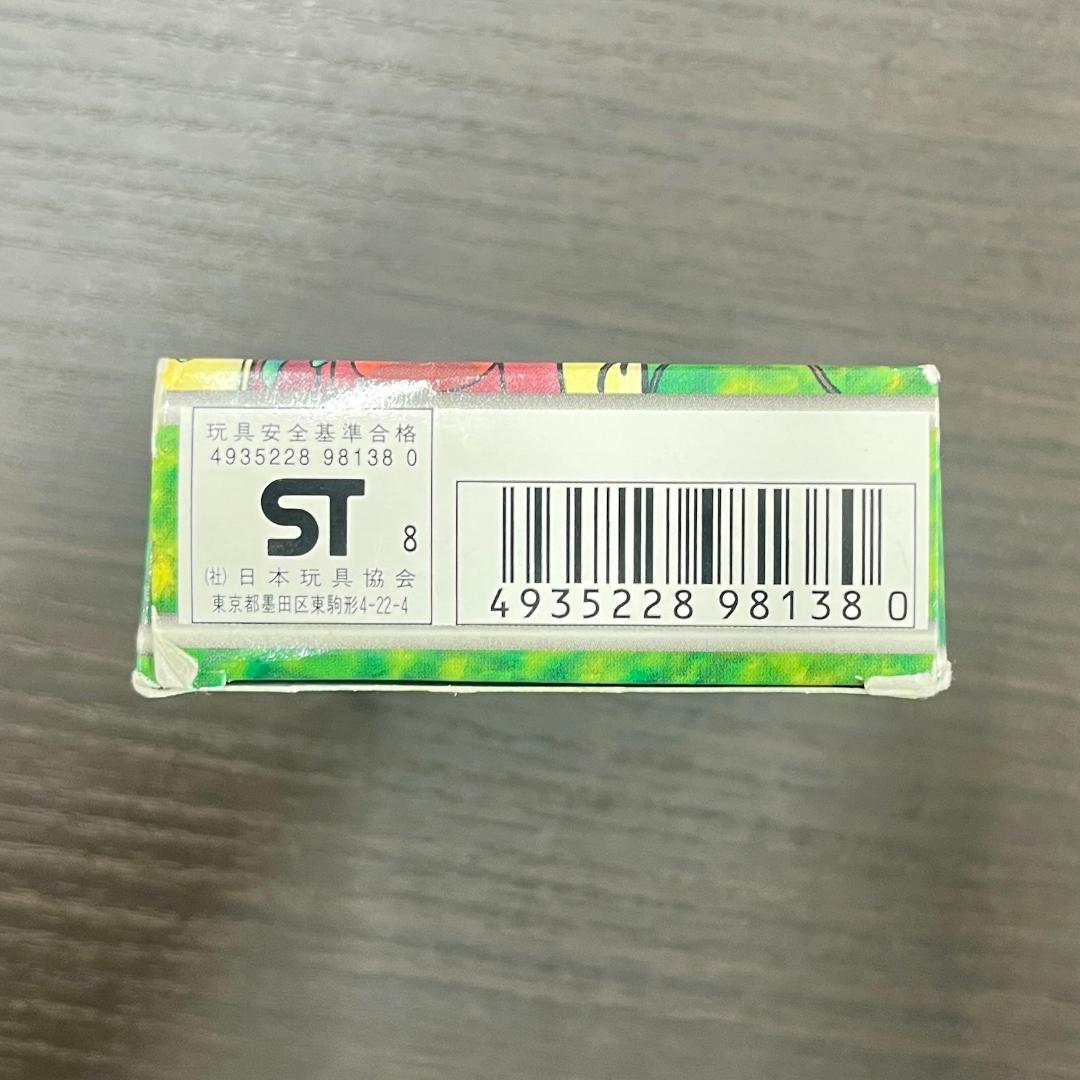 玩具安全基準合格
4935228 98138 0
ST
8
(社)日本玩具協会
東京都墨田区東駒形4-22-4
4935228 98138 0